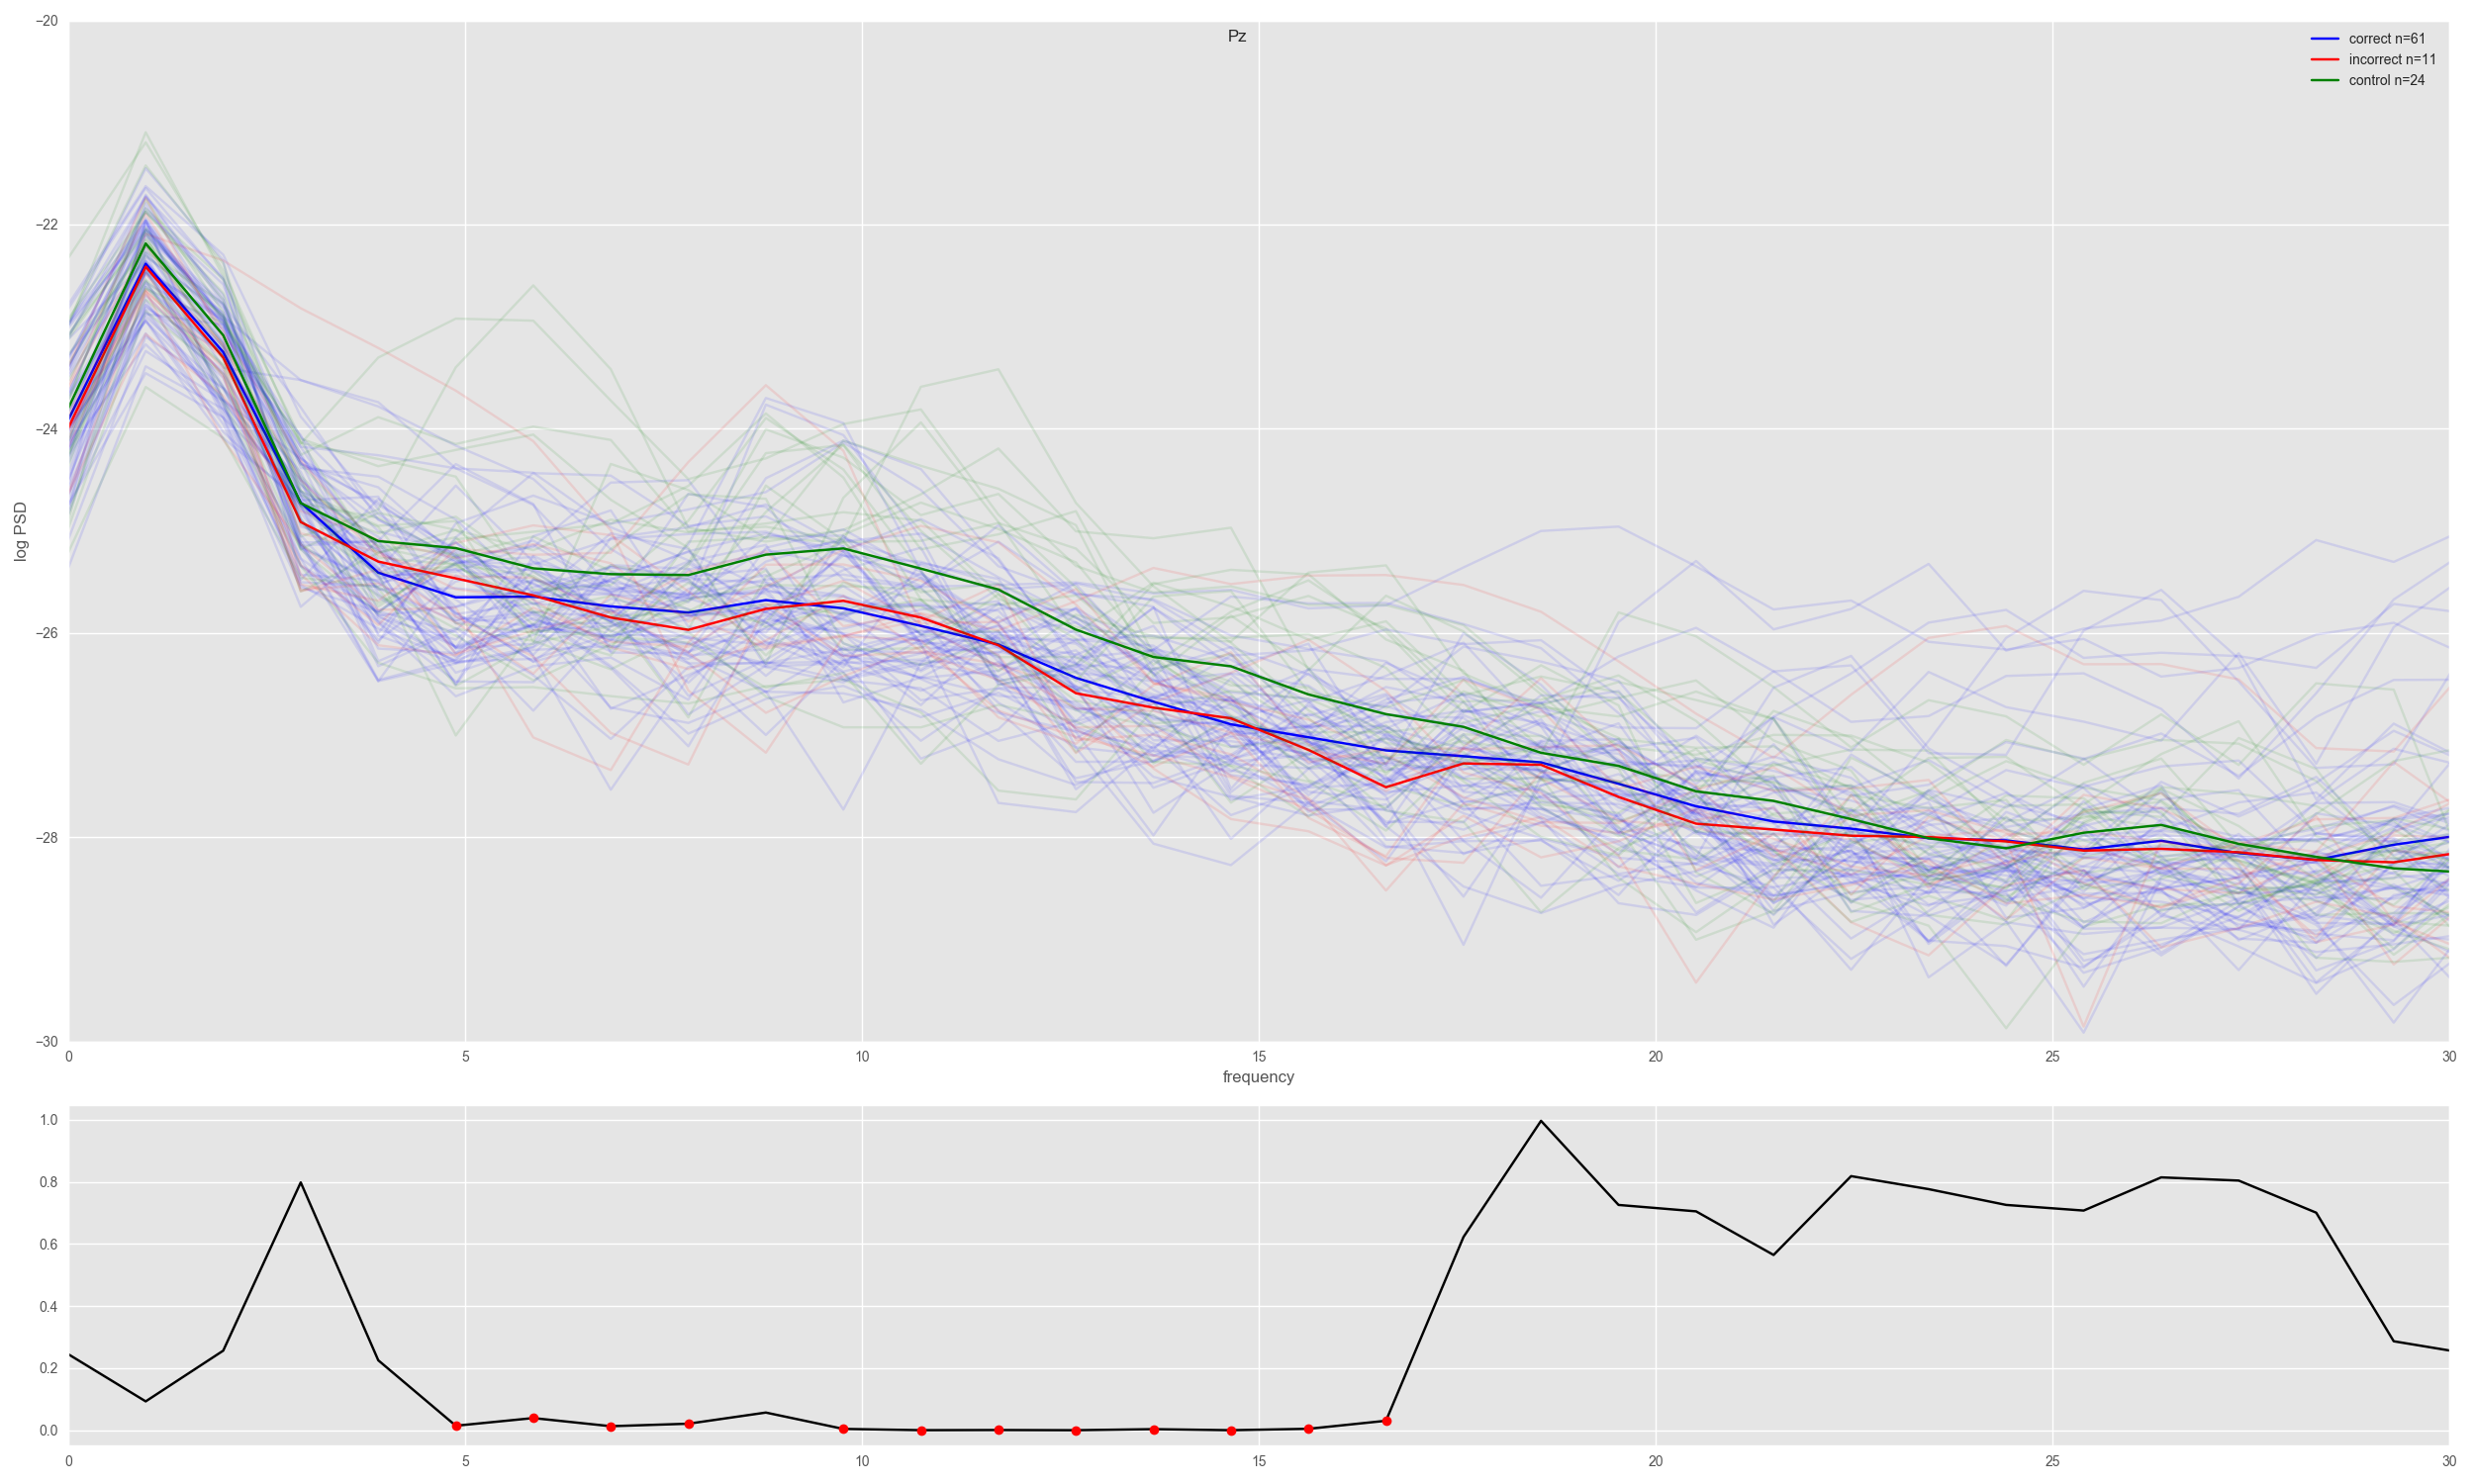 Pz
correct n=61
incorrect n=11
control n=24
log PSD
−20
−22
−24
−26
−28
−30
0 5 10 15 20 25 30
frequency
1.0
0.8
0.6
0.4
0.2
0.0
0 5 10 15 20 25 30